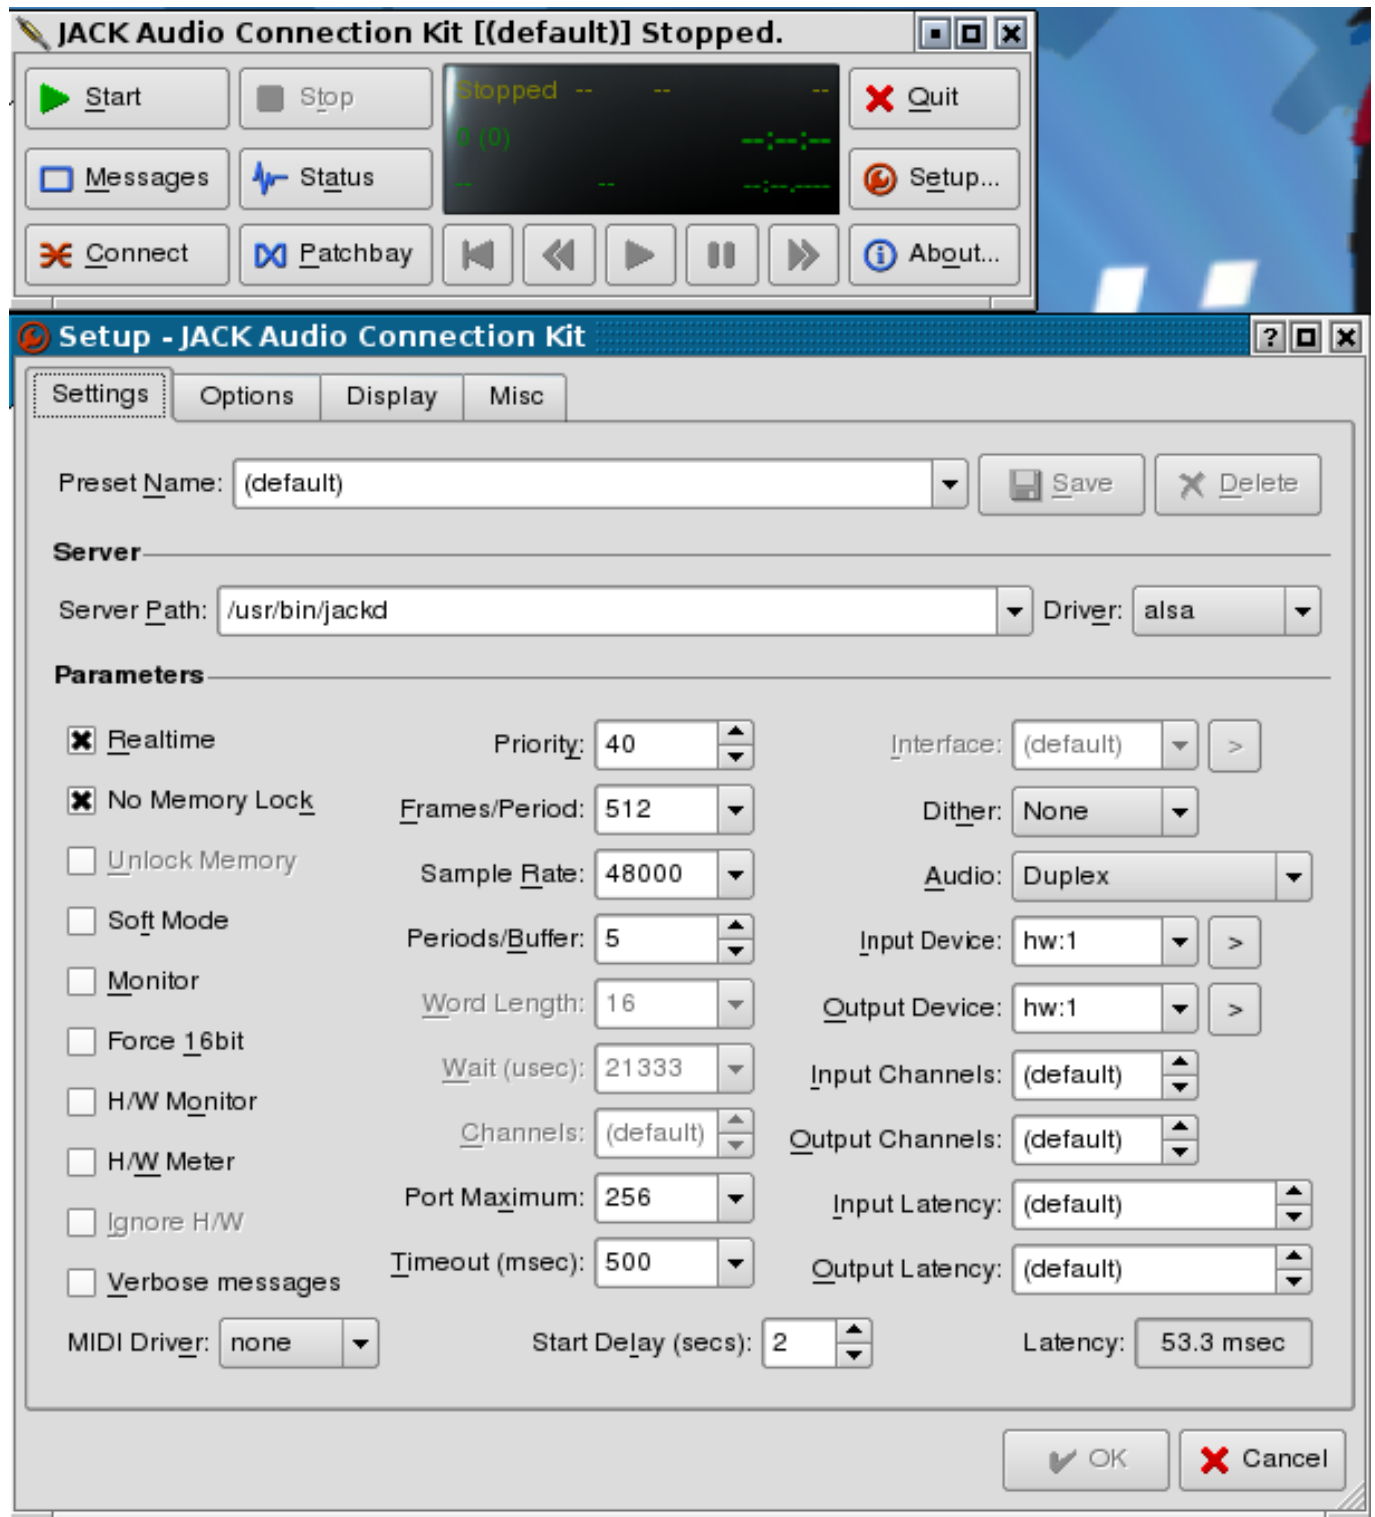 JACK Audio Connection Kit [(default)] Stopped.
Start Stop Stopped -- -- -- Quit
0 (0) --:--:--
Messages Status -- -- --:--.---- Setup...
Connect Patchbay About...
Setup - JACK Audio Connection Kit ?
Settings Options Display Misc
Preset Name: (default) Save Delete
Server
Server Path: /usr/bin/jackd Driver: alsa
Parameters
Realtime Priority: 40 Interface: (default) >
No Memory Lock Frames/Period: 512 Dither: None
Unlock Memory Sample Rate: 48000 Audio: Duplex
Soft Mode Periods/Buffer: 5 Input Device: hw:1 >
Monitor Word Length: 16 Output Device: hw:1 >
Force 16bit Wait (usec): 21333 Input Channels: (default)
H/W Monitor Channels: (default) Output Channels: (default)
H/W Meter Port Maximum: 256 Input Latency: (default)
Ignore H/W Timeout (msec): 500 Output Latency: (default)
Verbose messages
MIDI Driver: none Start Delay (secs): 2 Latency: 53.3 msec
OK Cancel